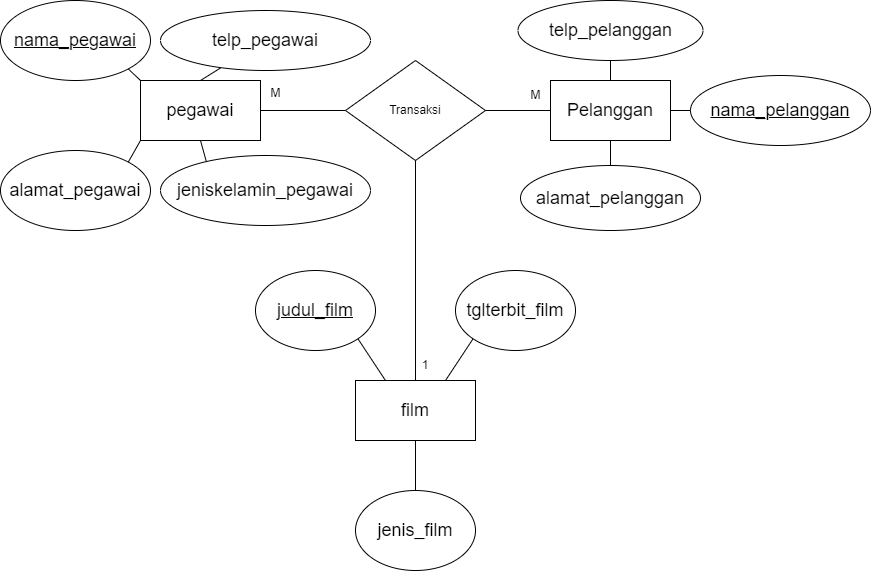 nama_pegawai
telp_pegawai
telp_pelanggan
M
M
pegawai
Transaksi
Pelanggan
nama_pelanggan
alamat_pegawai
jeniskelamin_pegawai
alamat_pelanggan
judul_film
tglterbit_film
1
film
jenis_film